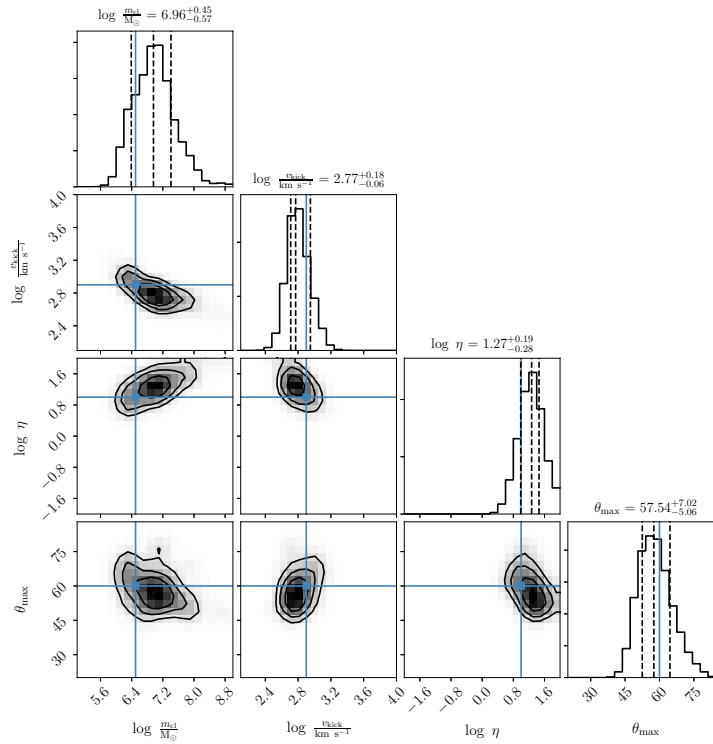 log m_cl/M_⊙ = 6.96^{+0.45}_{−0.57}
log v_kick/km s^{−1} = 2.77^{+0.18}_{−0.06}
4.0
3.6
3.2
2.8
2.4
log v_kick/km s^{−1}
log η = 1.27^{+0.19}_{−0.28}
1.6
0.8
0.0
−0.8
−1.6
log η
θ_max = 57.54^{+7.02}_{−5.06}
75
60
45
30
θ_max
5.6 6.4 7.2 8.0 8.8
2.4 2.8 3.2 3.6 4.0
−1.6 −0.8 0.0 0.8 1.6
30 45 60 75
log m_cl/M_⊙
log v_kick/km s^{−1}
log η
θ_max